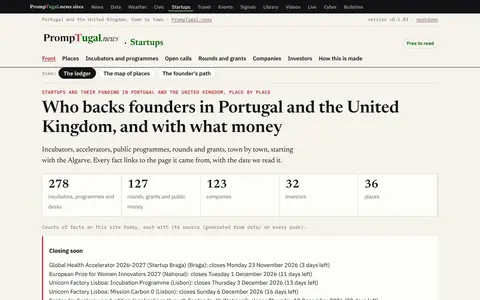 PrompTugal.news sites News Data Weather Civic Startups Travel Events Signals Library Videos Live Cyber Bulletins
Portugal and the United Kingdom, town by town · PrompTugal.news
version v0.1.83 · markdown
PrompTugal.news · Startups
Free to read
Front Places Incubators and programmes Open calls Rounds and grants Companies Investors How this is made
View: The ledger The map of places The founder's path
STARTUPS AND THEIR FUNDING IN PORTUGAL AND THE UNITED KINGDOM, PLACE BY PLACE
Who backs founders in Portugal and the United
Kingdom, and with what money
Incubators, accelerators, public programmes, rounds and grants, town by town, starting
with the Algarve. Every fact links to the page it came from, with the date we read it.
278 127 123 32 36
incubators, programmes and desks
rounds, grants and public money
companies
investors
places
Counts of facts on this site today, each with its source (generated from data/ on every push).
Closing soon
Global Health Accelerator 2026-2027 (Startup Braga) (Braga): closes Monday 23 November 2026 (3 days left)
European Prize for Women Innovators 2027 (National): closes Tuesday 1 December 2026 (11 days left)
Unicorn Factory Lisboa: Incubation Programme (Lisbon): closes Thursday 3 December 2026 (13 days left)
Unicorn Factory Lisboa: Mission Carbon 0 (Lisbon): closes Sunday 6 December 2026 (16 days left)